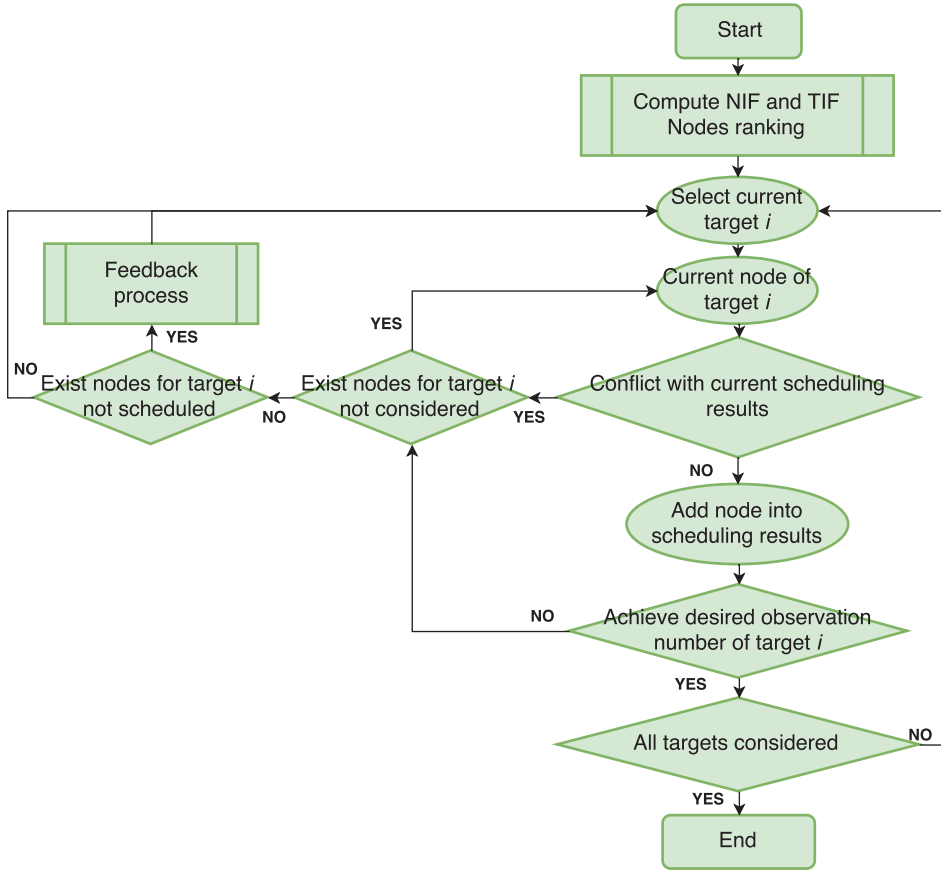 Start
Compute NIF and TIF
Nodes ranking
Select current
target i
Feedback
process
Current node of
target i
YES
YES
NO
Exist nodes for target i
not scheduled
NO
Exist nodes for target i
not considered
YES
Conflict with current scheduling
results
NO
Add node into
scheduling results
NO
Achieve desired observation
number of target i
YES
All targets considered
NO
YES
End